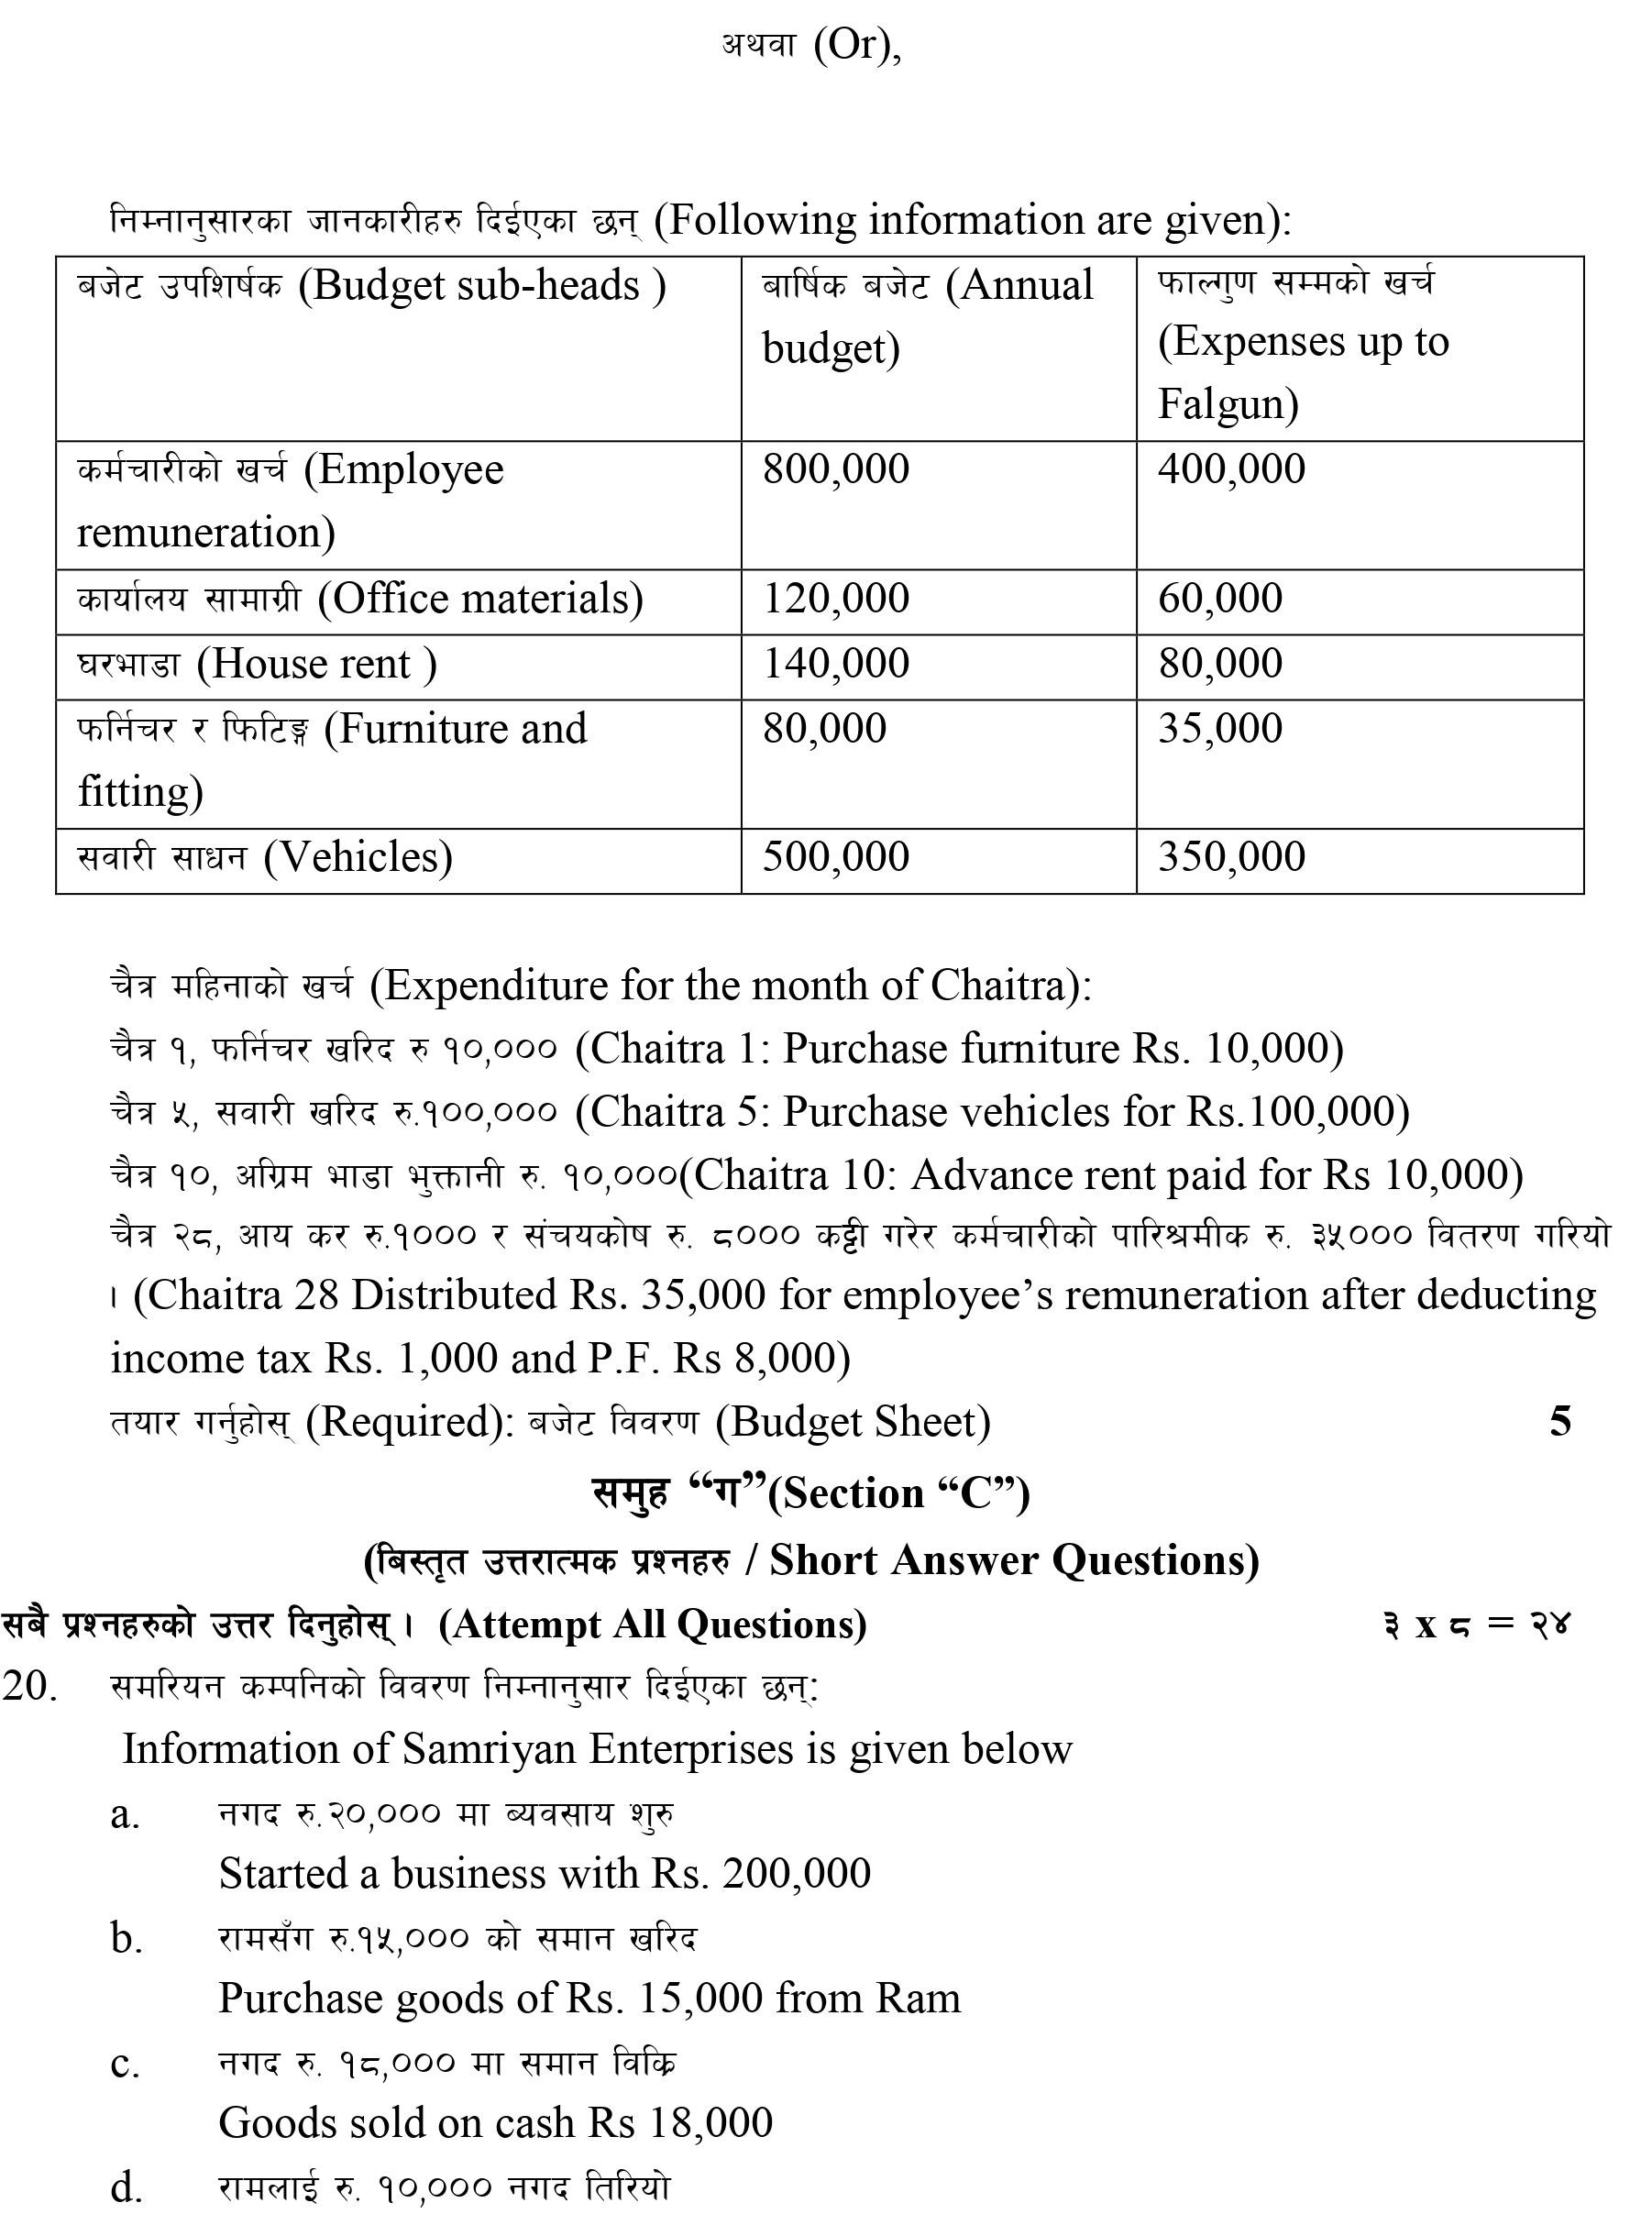 अथवा (Or),
निम्नानुसारका जानकारीहरु दिईएका छन् (Following information are given):
बजेट उपशिर्षक (Budget sub-heads )
बार्षिक बजेट (Annual budget)
फाल्गुण सम्मको खर्च (Expenses up to Falgun)
कर्मचारीको खर्च (Employee remuneration)
800,000
400,000
कार्यालय सामाग्री (Office materials)
120,000
60,000
घरभाडा (House rent )
140,000
80,000
फर्निचर र फिटिङ्ग (Furniture and fitting)
80,000
35,000
सवारी साधन (Vehicles)
500,000
350,000
चैत्र महिनाको खर्च (Expenditure for the month of Chaitra):
चैत्र १, फर्निचर खरिद रु १०,००० (Chaitra 1: Purchase furniture Rs. 10,000)
चैत्र ५, सवारी खरिद रु.१००,००० (Chaitra 5: Purchase vehicles for Rs.100,000)
चैत्र १०, अग्रिम भाडा भुक्तानी रु. १०,०००(Chaitra 10: Advance rent paid for Rs 10,000)
चैत्र २८, आय कर रु.१००० र संचयकोष रु. ८००० कट्टी गरेर कर्मचारीको पारिश्रमीक रु. ३५००० वितरण गरियो
। (Chaitra 28 Distributed Rs. 35,000 for employee’s remuneration after deducting
income tax Rs. 1,000 and P.F. Rs 8,000)
तयार गर्नुहोस् (Required): बजेट विवरण (Budget Sheet) 5
समुह “ग”(Section “C”)
(बिस्तृत उत्तरात्मक प्रश्नहरु / Short Answer Questions)
सबै प्रश्नहरुको उत्तर दिनुहोस् । (Attempt All Questions) ३ x ८ = २४
20. समरियन कम्पनिको विवरण निम्नानुसार दिईएका छन्:
Information of Samriyan Enterprises is given below
a. नगद रु.२०,००० मा ब्यवसाय शुरु
Started a business with Rs. 200,000
b. रामसँग रु.१५,००० को समान खरिद
Purchase goods of Rs. 15,000 from Ram
c. नगद रु. १८,००० मा समान विक्रि
Goods sold on cash Rs 18,000
d. रामलाई रु. १०,००० नगद तिरियो